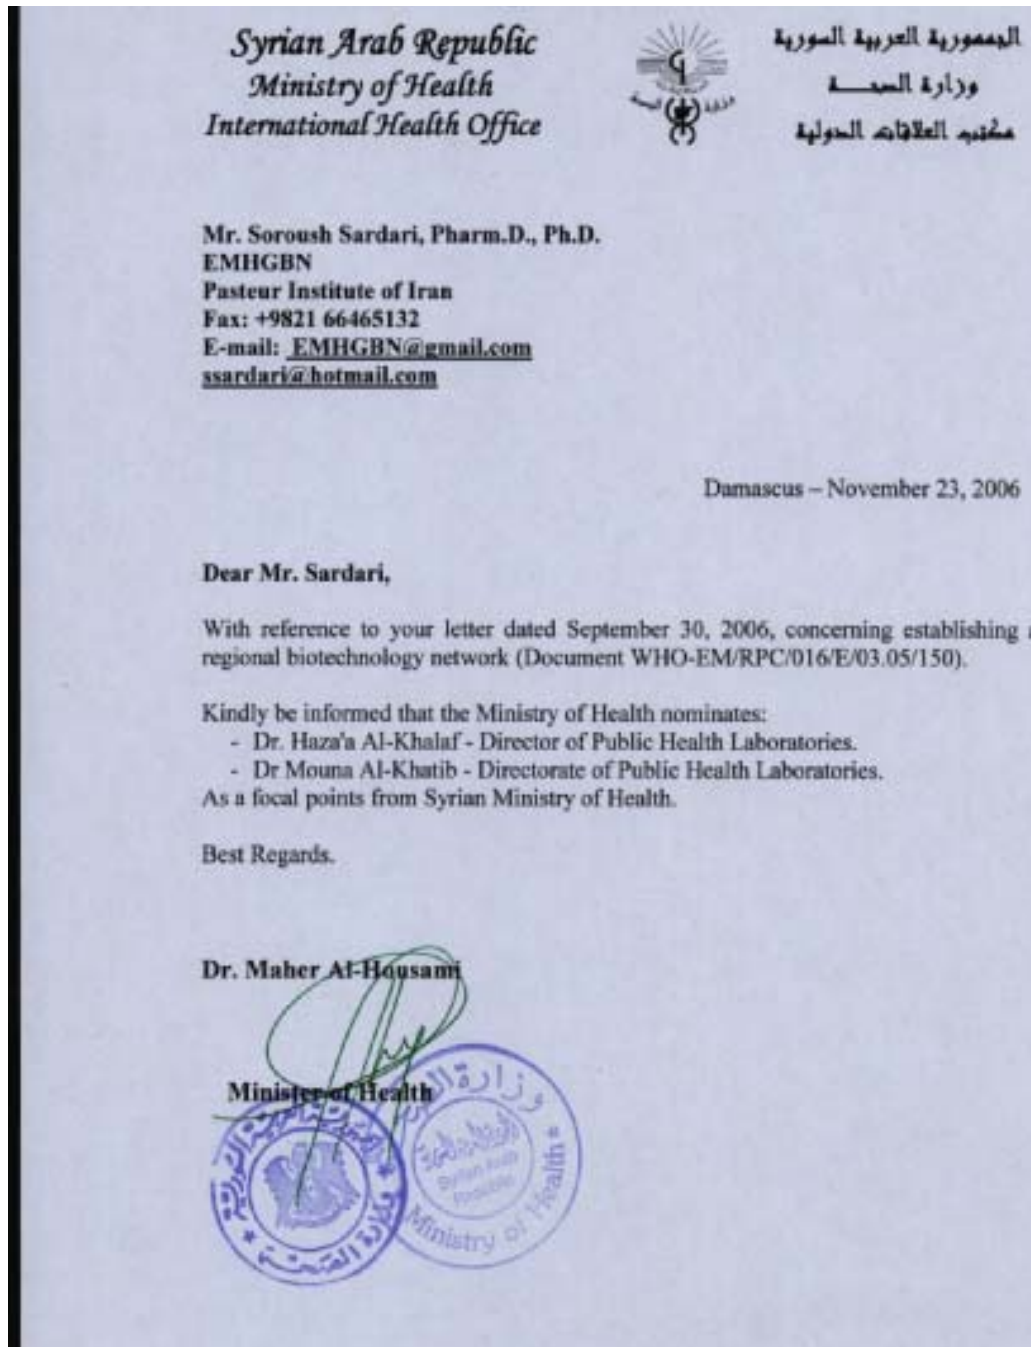 Syrian Arab Republic
Ministry of Health
International Health Office
الجمهورية العربية السورية
وزارة الصحـــة
مكتب العلاقات الدولية
Mr. Soroush Sardari, Pharm.D., Ph.D.
EMHGBN
Pasteur Institute of Iran
Fax: +9821 66465132
E-mail: EMHGBN@gmail.com
ssardari@hotmail.com
Damascus – November 23, 2006
Dear Mr. Sardari,
With reference to your letter dated September 30, 2006, concerning establishing a
regional biotechnology network (Document WHO-EM/RPC/016/E/03.05/150).
Kindly be informed that the Ministry of Health nominates:
- Dr. Haza'a Al-Khalaf - Director of Public Health Laboratories.
- Dr Mouna Al-Khatib - Directorate of Public Health Laboratories.
As a focal points from Syrian Ministry of Health.
Best Regards.
Dr. Maher Al-Housami
Minister of Health
الجمهورية العربية السورية
وزارة الصحة
وزارة الصحة
Syrian Arab
Republic
Ministry of Health